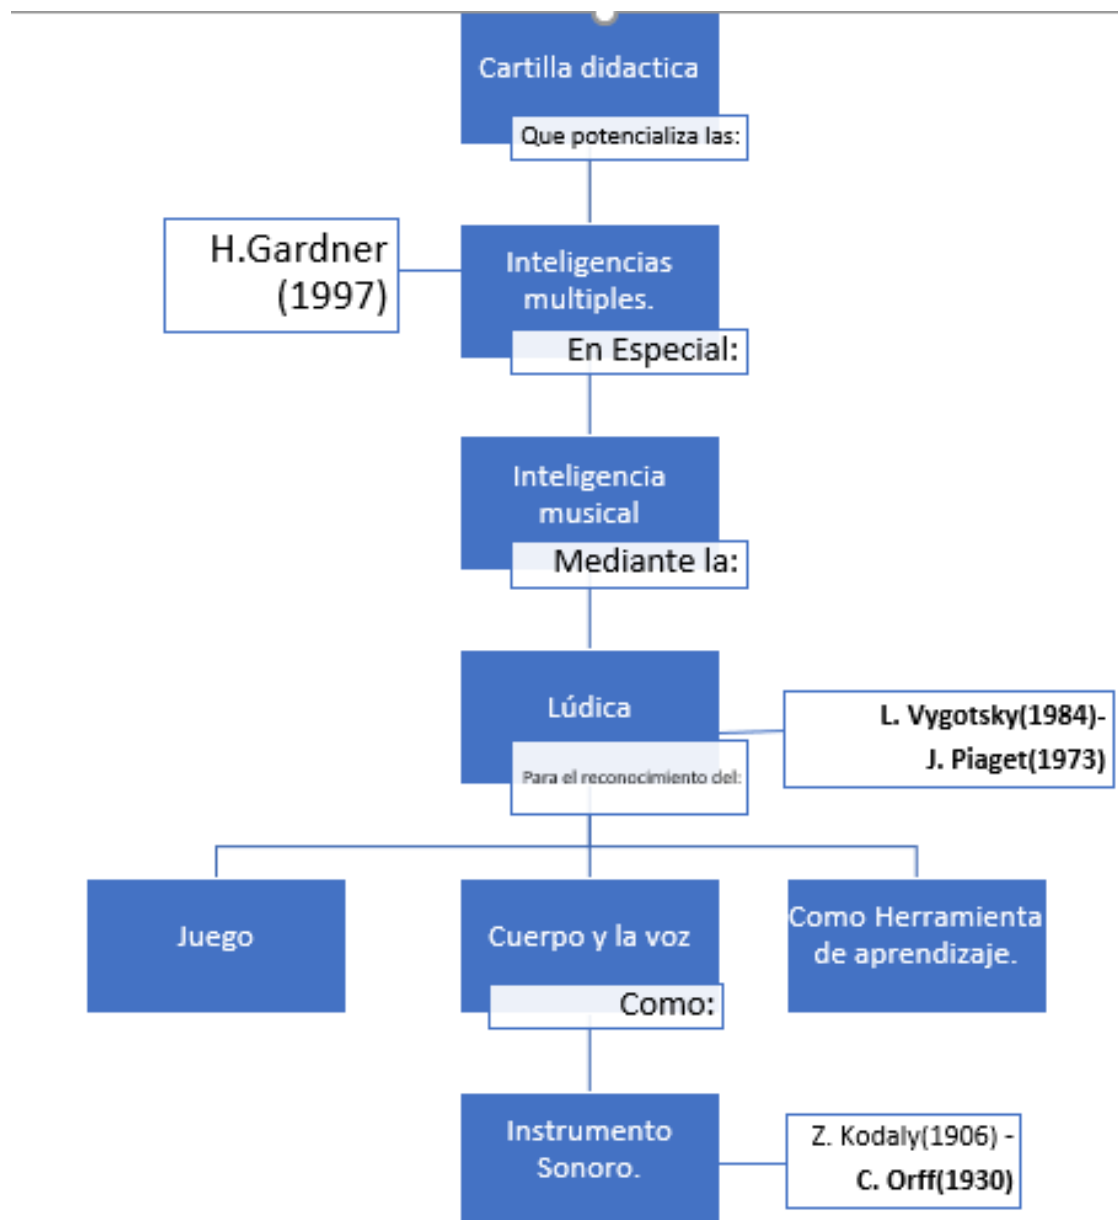 Cartilla didactica
Que potencializa las:
H.Gardner
(1997)
Inteligencias
multiples.
En Especial:
Inteligencia
musical
Mediante la:
Lúdica
Para el reconocimiento del:
L. Vygotsky(1984)-
J. Piaget(1973)
Juego
Cuerpo y la voz
Como:
Como Herramienta
de aprendizaje.
Instrumento
Sonoro.
Z. Kodaly(1906) -
C. Orff(1930)